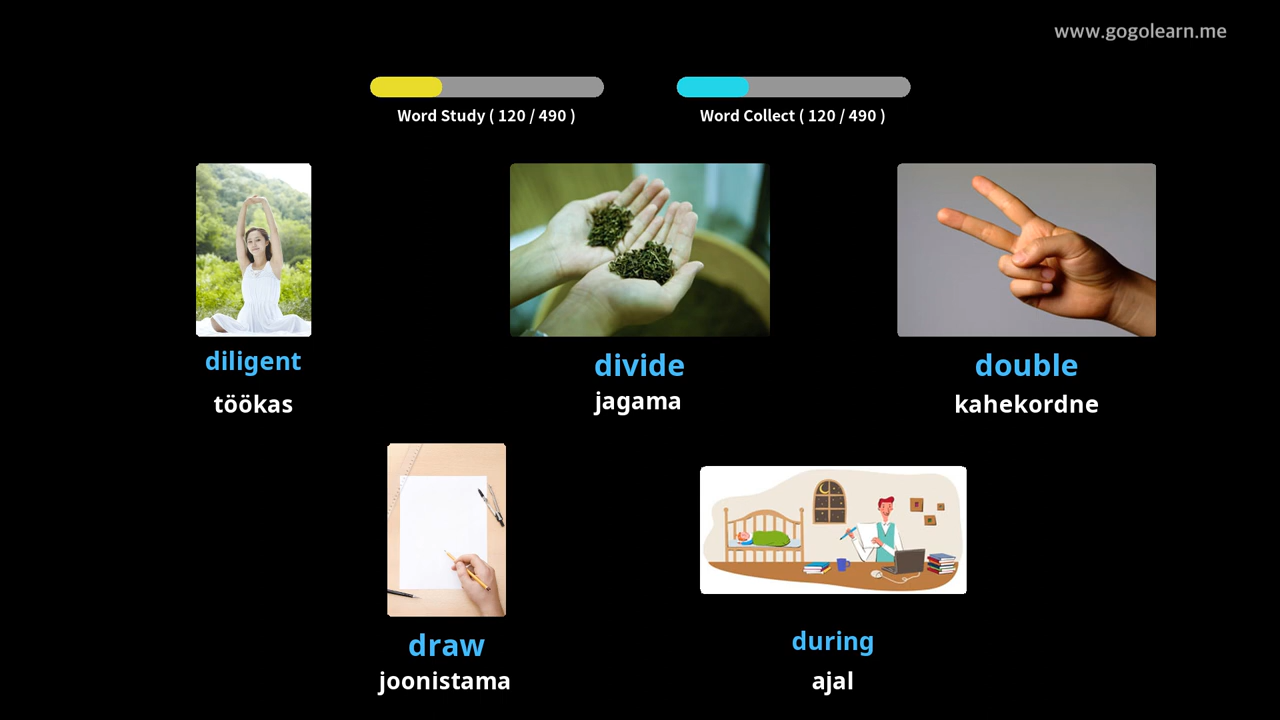 www.gogolearn.me
Word Study ( 120 / 490 )
Word Collect ( 120 / 490 )
diligent
töökas
divide
jagama
double
kahekordne
draw
joonistama
during
ajal